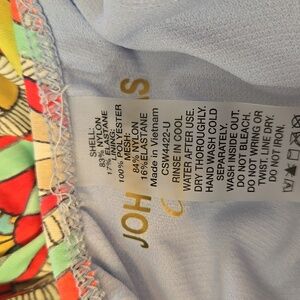 SHELL:
83% NYLON
17% ELASTANE
LINING:
100% POLYESTER
MESH:
84% NYLON
16% ELASTANE
Made in Vietnam
CSW4422-U
RINSE IN COOL
WATER AFTER USE.
DRY THOROUGHLY.
HAND WASH COLD
SEPARATELY.
WASH INSIDE OUT.
DO NOT BLEACH.
DO NOT WRING OR
TWIST. LINE DRY.
DO NOT IRON.
JOH
AS